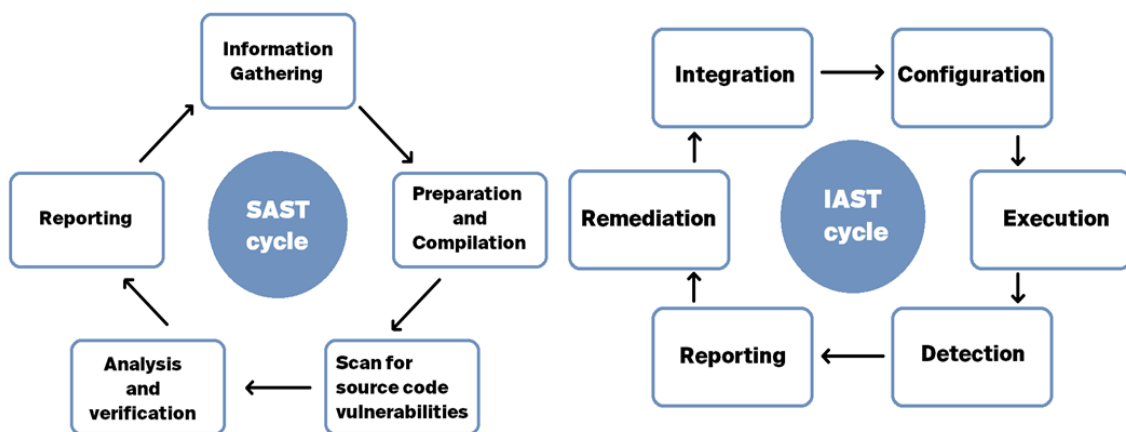 Information
Gathering
Preparation
and
Compilation
Scan for
source code
vulnerabilities
Analysis
and
verification
Reporting
SAST
cycle
Integration
Configuration
Execution
Detection
Reporting
Remediation
IAST
cycle